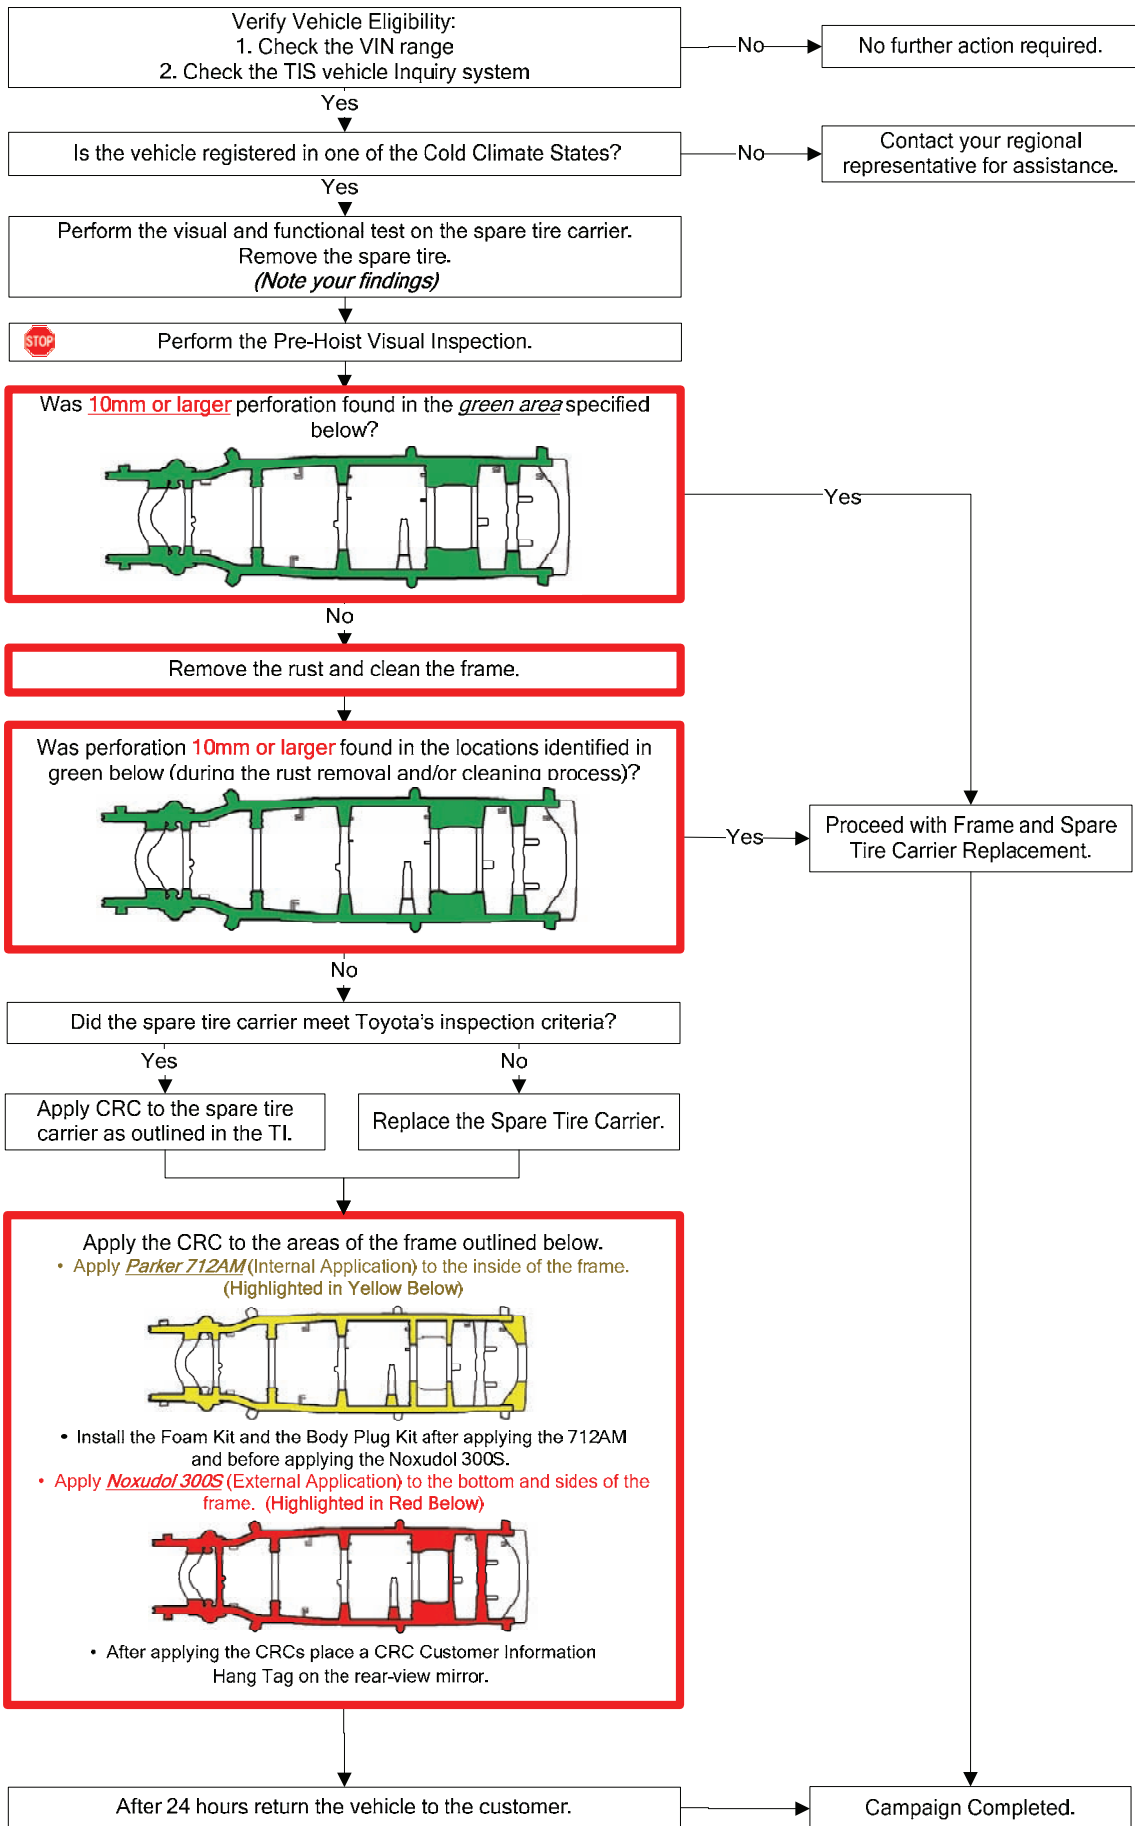 Verify Vehicle Eligibility:
1. Check the VIN range
2. Check the TIS vehicle Inquiry system
No
No further action required.
Yes
Is the vehicle registered in one of the Cold Climate States?
No
Contact your regional
representative for assistance.
Yes
Perform the visual and functional test on the spare tire carrier.
Remove the spare tire.
(Note your findings)
STOP
Perform the Pre-Hoist Visual Inspection.
Was 10mm or larger perforation found in the green area specified
below?
Yes
No
Remove the rust and clean the frame.
Was perforation 10mm or larger found in the locations identified in
green below (during the rust removal and/or cleaning process)?
Yes
Proceed with Frame and Spare
Tire Carrier Replacement.
No
Did the spare tire carrier meet Toyota's inspection criteria?
Yes
No
Apply CRC to the spare tire
carrier as outlined in the TI.
Replace the Spare Tire Carrier.
Apply the CRC to the areas of the frame outlined below.
• Apply Parker 712AM (Internal Application) to the inside of the frame.
(Highlighted in Yellow Below)
• Install the Foam Kit and the Body Plug Kit after applying the 712AM
and before applying the Noxudol 300S.
• Apply Noxudol 300S (External Application) to the bottom and sides of the
frame. (Highlighted in Red Below)
• After applying the CRCs place a CRC Customer Information
Hang Tag on the rear-view mirror.
After 24 hours return the vehicle to the customer.
Campaign Completed.